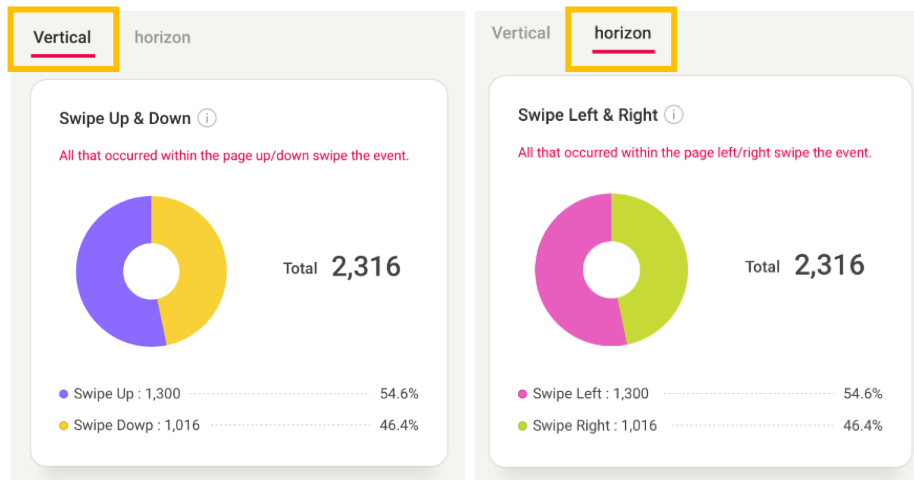 Vertical horizon
Swipe Up & Down
All that occurred within the page up/down swipe the event.
Total 2,316
Swipe Up : 1,300 54.6%
Swipe Dowp : 1,016 46.4%
Vertical horizon
Swipe Left & Right
All that occurred within the page left/right swipe the event.
Total 2,316
Swipe Left : 1,300 54.6%
Swipe Right : 1,016 46.4%